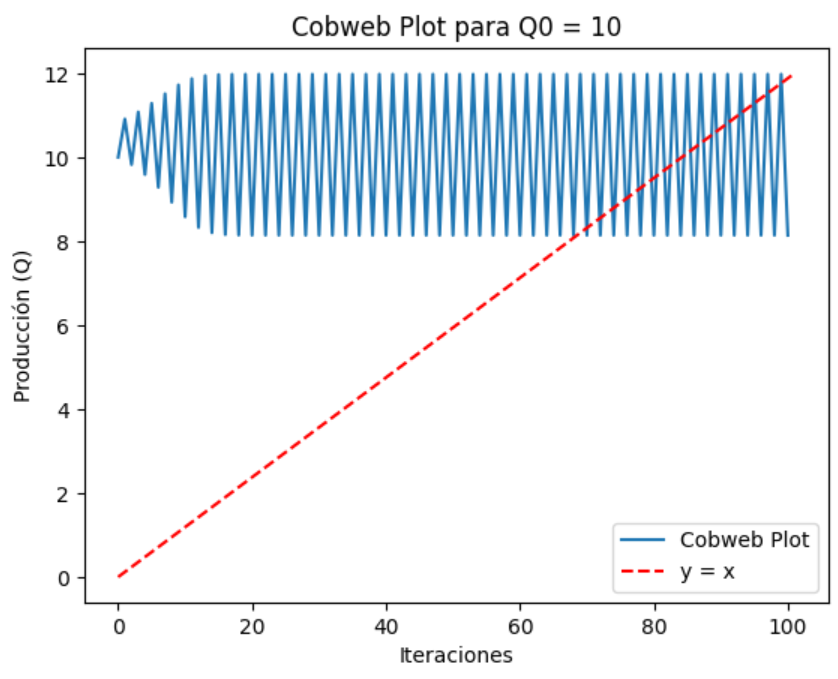 Cobweb Plot para Q0 = 10
Producción (Q)
12
10
8
6
4
2
0
0 20 40 60 80 100
Iteraciones
Cobweb Plot
y = x